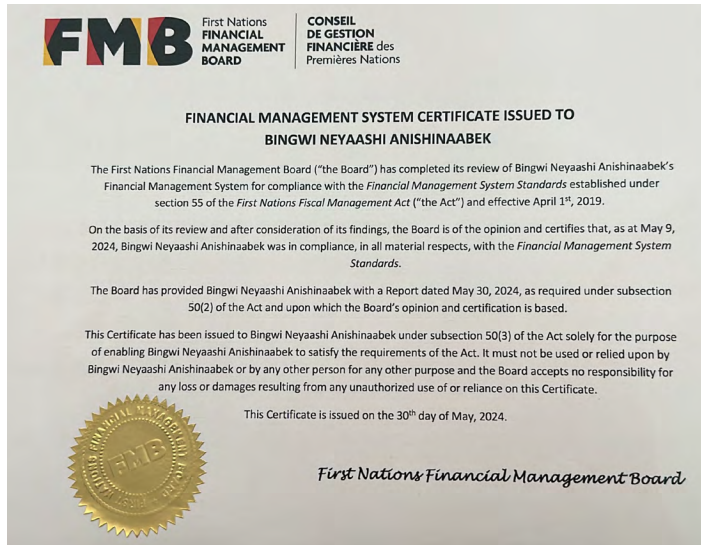 FMB
First Nations
FINANCIAL
MANAGEMENT
BOARD
CONSEIL
DE GESTION
FINANCIÈRE des
Premières Nations
FINANCIAL MANAGEMENT SYSTEM CERTIFICATE ISSUED TO
BINGWI NEYAASHI ANISHINAABEK
The First Nations Financial Management Board ("the Board") has completed its review of Bingwi Neyaashi Anishinaabek's
Financial Management System for compliance with the Financial Management System Standards established under
section 55 of the First Nations Fiscal Management Act ("the Act") and effective April 1st, 2019.
On the basis of its review and after consideration of its findings, the Board is of the opinion and certifies that, as at May 9,
2024, Bingwi Neyaashi Anishinaabek was in compliance, in all material respects, with the Financial Management System
Standards.
The Board has provided Bingwi Neyaashi Anishinaabek with a Report dated May 30, 2024, as required under subsection
50(2) of the Act and upon which the Board's opinion and certification is based.
This Certificate has been issued to Bingwi Neyaashi Anishinaabek under subsection 50(3) of the Act solely for the purpose
of enabling Bingwi Neyaashi Anishinaabek to satisfy the requirements of the Act. It must not be used or relied upon by
Bingwi Neyaashi Anishinaabek or by any other person for any other purpose and the Board accepts no responsibility for
any loss or damages resulting from any unauthorized use of or reliance on this Certificate.
This Certificate is issued on the 30th day of May, 2024.
First Nations Financial Management Board
FIRST NATIONS FINANCIAL MANAGEMENT BOARD
FMB